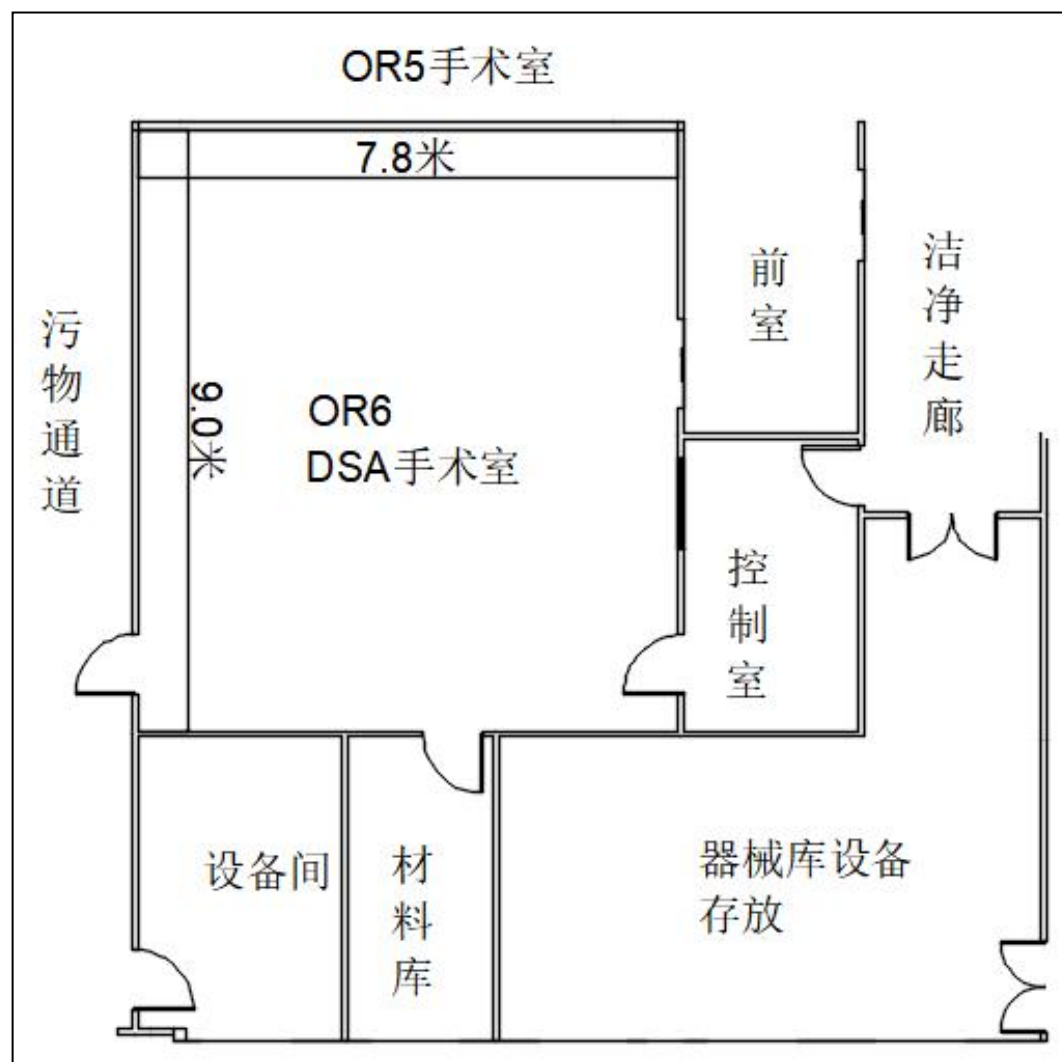 OR5手术室
7.8米
前室
洁净走廊
污物通道
9.0米
OR6
DSA手术室
控制室
设备间
材料库
器械库设备
存放